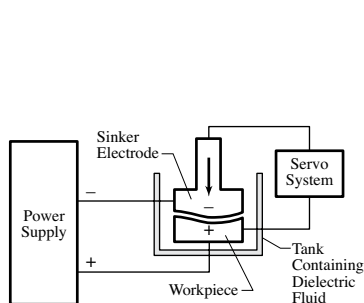 Sinker
Electrode
Servo
System
−
−
+
Power
Supply
+
Tank
Containing
Dielectric
Fluid
Workpiece